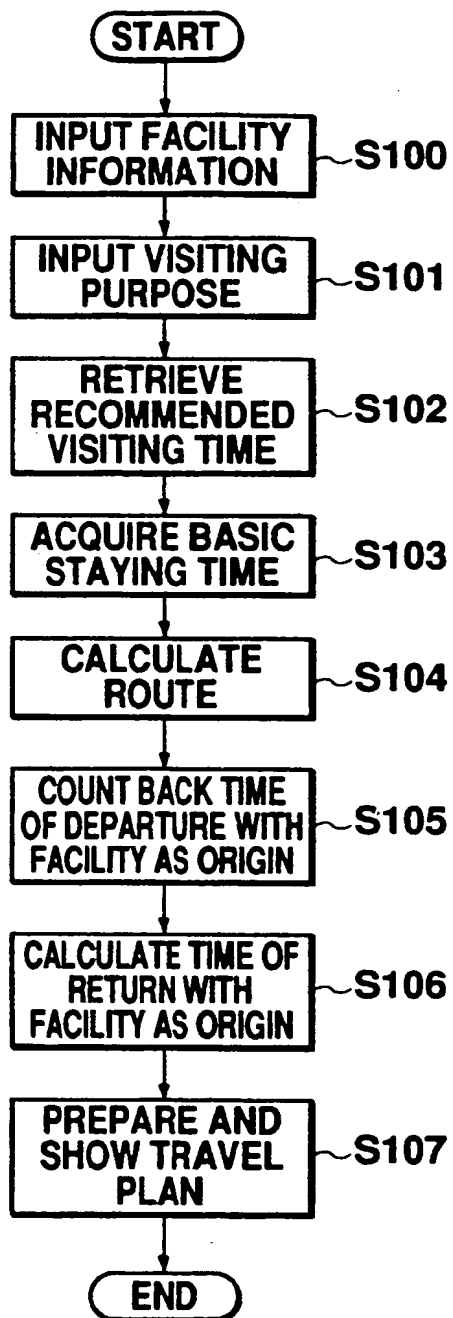 START
INPUT FACILITY
INFORMATION
S100
INPUT VISITING
PURPOSE
S101
RETRIEVE
RECOMMENDED
VISITING TIME
S102
ACQUIRE BASIC
STAYING TIME
S103
CALCULATE
ROUTE
S104
COUNT BACK TIME
OF DEPARTURE WITH
FACILITY AS ORIGIN
S105
CALCULATE TIME OF
RETURN WITH
FACILITY AS ORIGIN
S106
PREPARE AND
SHOW TRAVEL
PLAN
S107
END